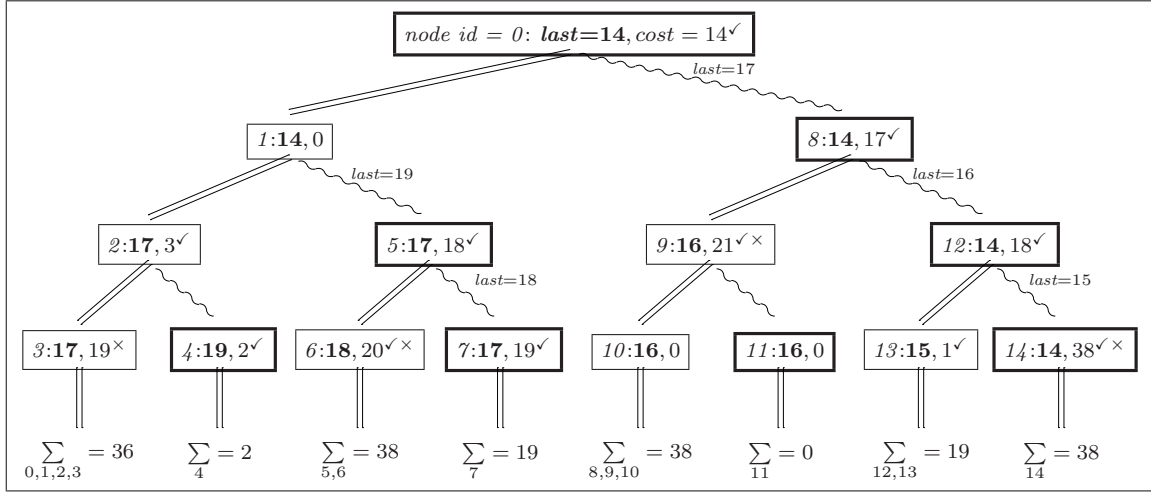 node id = 0: last=14, cost = 14✓
last=17
1:14, 0
8:14, 17✓
last=19
last=16
2:17, 3✓
5:17, 18✓
9:16, 21✓×
12:14, 18✓
last=18
last=15
3:17, 19×
4:19, 2✓
6:18, 20✓×
7:17, 19✓
10:16, 0
11:16, 0
13:15, 1✓
14:14, 38✓×
∑ = 36
0,1,2,3
∑ = 2
4
∑ = 38
5,6
∑ = 19
7
∑ = 38
8,9,10
∑ = 0
11
∑ = 19
12,13
∑ = 38
14